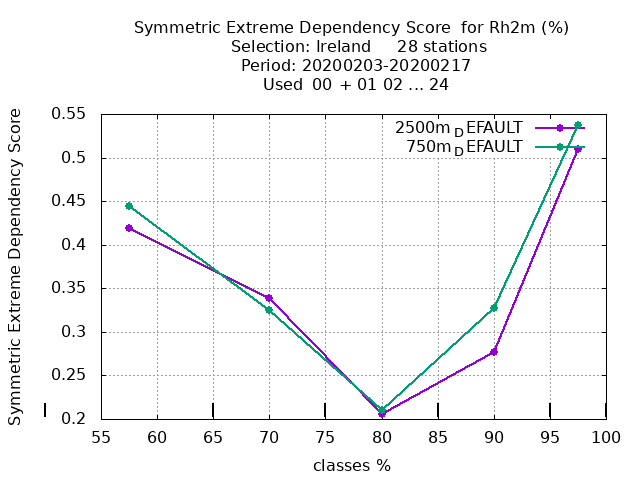 Symmetric Extreme Dependency Score  for Rh2m (%)
Selection: Ireland     28 stations
Period: 20200203-20200217
Used  00 + 01 02 ... 24
Symmetric Extreme Dependency Score
0.55
0.5
0.45
0.4
0.35
0.3
0.25
0.2
2500m_DEFAULT
750m_DEFAULT
55 60 65 70 75 80 85 90 95 100
classes %